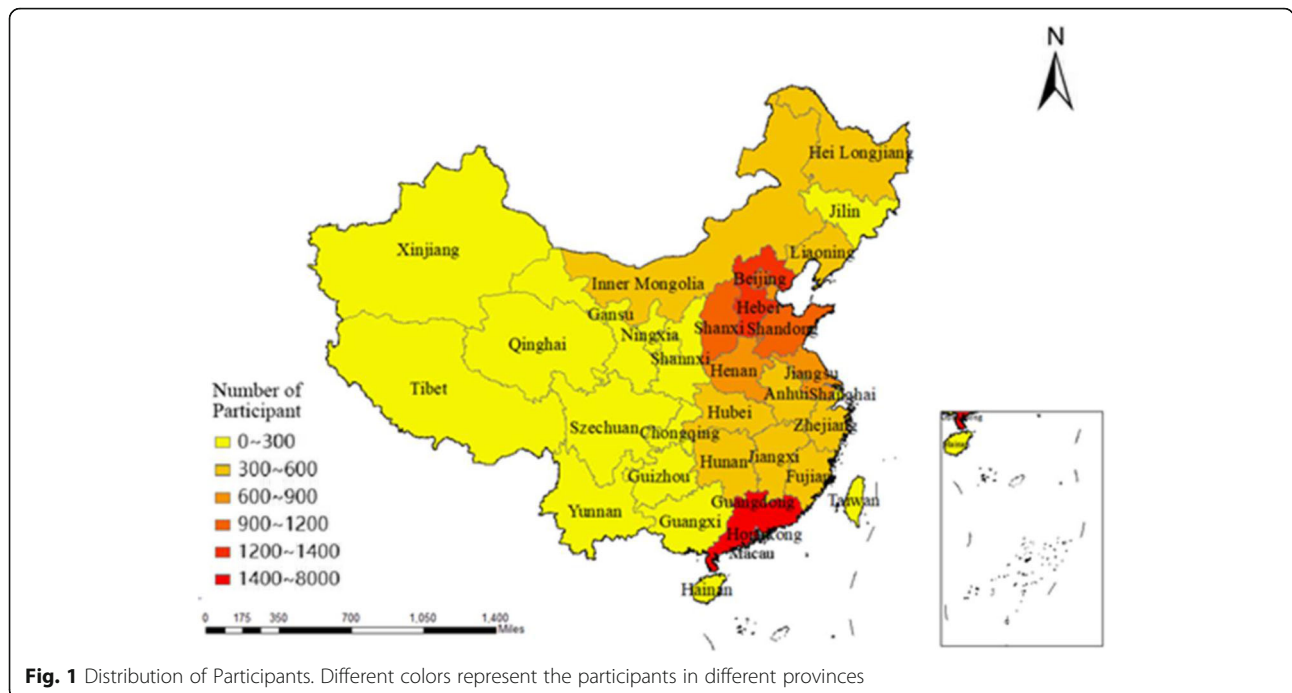 N
Hei Longjiang
Jilin
Liaoning
Xinjiang
Inner Mongolia
Beijing
Hebei
Gansu
Ningxia
Shanxi
Shandong
Qinghai
Shannxi
Tibet
Henan
Jiangsu
Anhui
Shanghai
Hubei
Szechuan
Chongqing
Zhejiang
Hunan
Jiangxi
Guizhou
Fujian
Yunnan
Guangxi
Guangdong
Taiwan
Hongkong
Macau
Hainan
Number of
Participant
0~300
300~600
600~900
900~1200
1200~1400
1400~8000
0 175 350 700 1,050 1,400
Miles
Hainan
Fig. 1 Distribution of Participants. Different colors represent the participants in different provinces